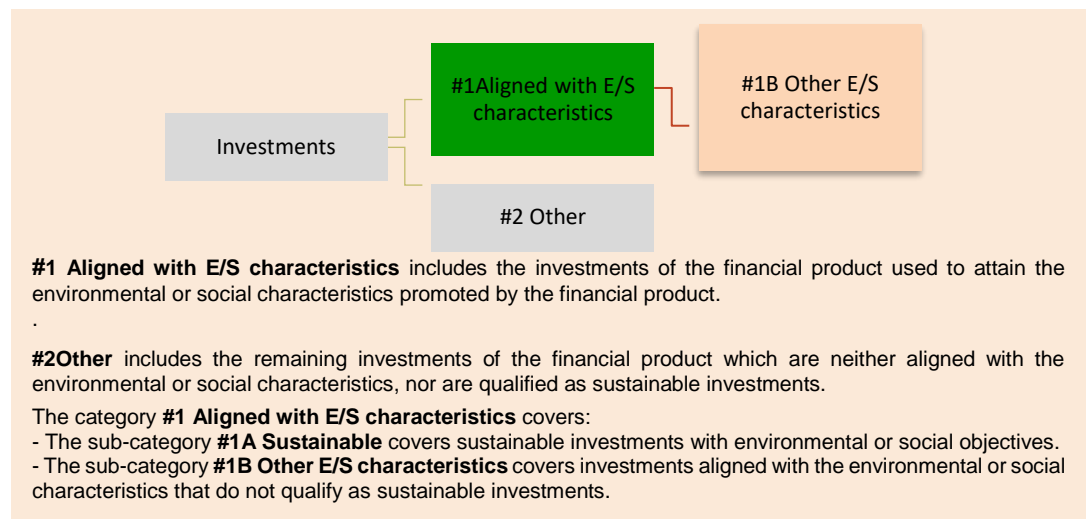 #1Aligned with E/S
characteristics
#1B Other E/S
characteristics
Investments
#2 Other
#1 Aligned with E/S characteristics includes the investments of the financial product used to attain the
environmental or social characteristics promoted by the financial product.
.
#2Other includes the remaining investments of the financial product which are neither aligned with the
environmental or social characteristics, nor are qualified as sustainable investments.
The category #1 Aligned with E/S characteristics covers:
- The sub-category #1A Sustainable covers sustainable investments with environmental or social objectives.
- The sub-category #1B Other E/S characteristics covers investments aligned with the environmental or social
characteristics that do not qualify as sustainable investments.